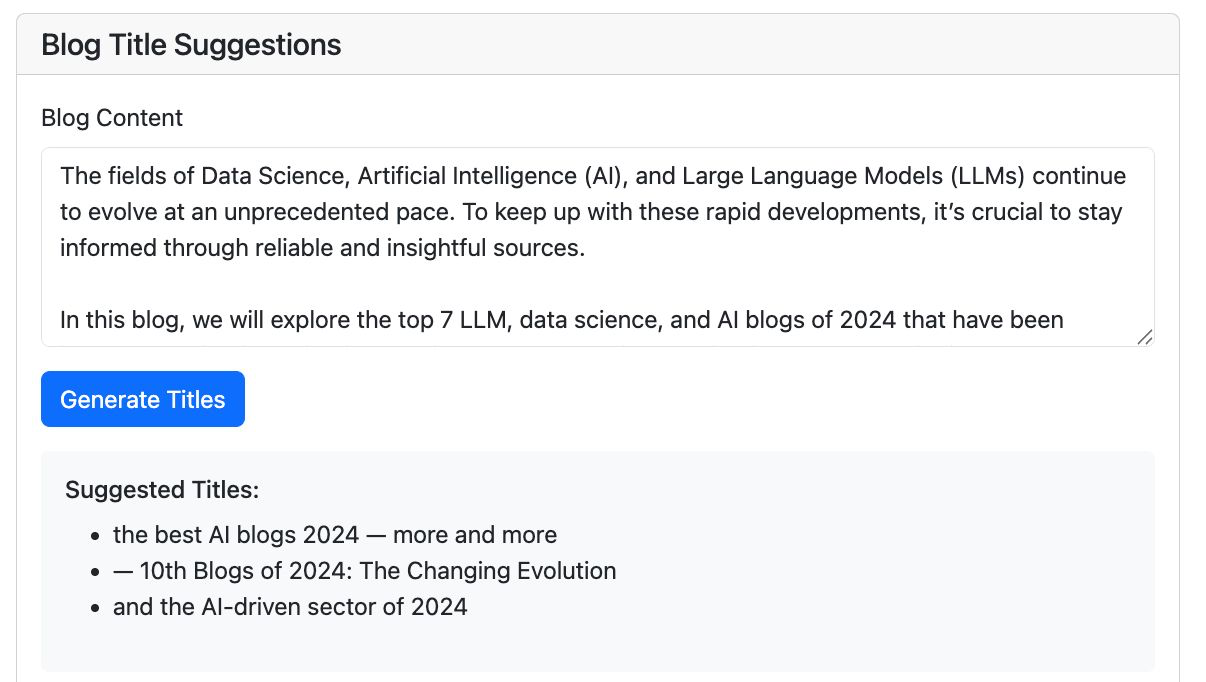 Blog Title Suggestions
Blog Content
The fields of Data Science, Artificial Intelligence (AI), and Large Language Models (LLMs) continue
to evolve at an unprecedented pace. To keep up with these rapid developments, it’s crucial to stay
informed through reliable and insightful sources.
In this blog, we will explore the top 7 LLM, data science, and AI blogs of 2024 that have been
Generate Titles
Suggested Titles:
• the best AI blogs 2024 — more and more
• — 10th Blogs of 2024: The Changing Evolution
• and the AI-driven sector of 2024